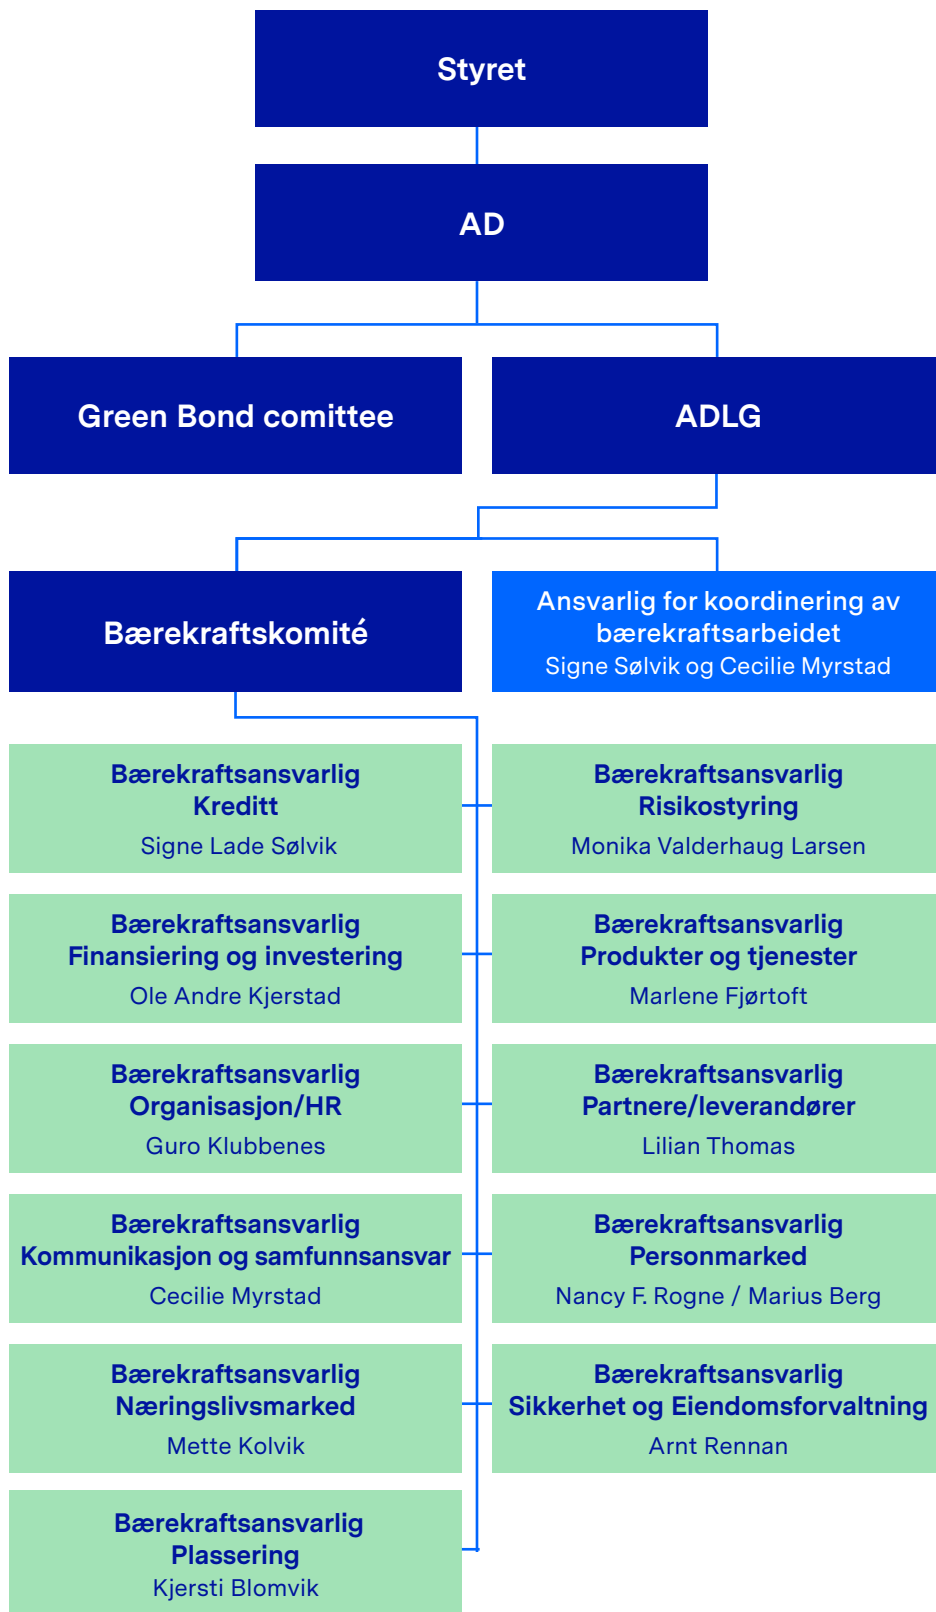 Styret
AD
Green Bond comittee
ADLG
Bærekraftskomité
Ansvarlig for koordinering av
bærekraftsarbeidet
Signe Sølvik og Cecilie Myrstad
Bærekraftsansvarlig
Kreditt
Signe Lade Sølvik
Bærekraftsansvarlig
Risikostyring
Monika Valderhaug Larsen
Bærekraftsansvarlig
Finansiering og investering
Ole Andre Kjerstad
Bærekraftsansvarlig
Produkter og tjenester
Marlene Fjørtoft
Bærekraftsansvarlig
Organisasjon/HR
Guro Klubbenes
Bærekraftsansvarlig
Partnere/leverandører
Lilian Thomas
Bærekraftsansvarlig
Kommunikasjon og samfunnsansvar
Cecilie Myrstad
Bærekraftsansvarlig
Personmarked
Nancy F. Rogne / Marius Berg
Bærekraftsansvarlig
Næringslivsmarked
Mette Kolvik
Bærekraftsansvarlig
Sikkerhet og Eiendomsforvaltning
Arnt Rennan
Bærekraftsansvarlig
Plassering
Kjersti Blomvik